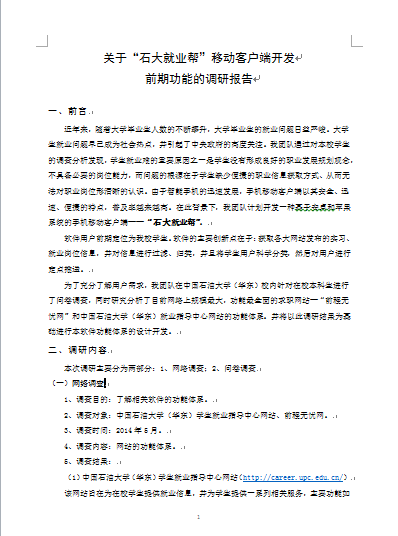 关于“石大就业帮”移动客户端开发
前期功能的调研报告
一、前言
近年来，随着大学毕业生人数的不断攀升，大学毕业生的就业问题日益严峻。大学
生就业问题早已成为社会热点，并引起了中央政府的高度关注。我团队通过对本校学生
的调查分析发现，学生就业难的重要原因之一是学生没有形成良好的职业发展规划观念，
不具备必要的岗位能力，而问题的根源在于学生缺少便捷的职业信息获取方式、从而无
法对职业岗位形清晰的认识。由于智能手机的迅速发展，手机移动客户端以其安全、迅
速、便捷的特点，普及率越来越高。在此背景下，我团队计划开发一种基于安卓和苹果
系统的手机移动客户端——“石大就业帮”。
软件用户前期定位为我校学生。软件的主要创新点在于：获取各大网站发布的实习、
就业岗位信息，并对信息进行过滤、归类，并且将学生用户科学分类，然后对用户进行
定点推送。
为了充分了解用户需求，我团队在中国石油大学（华东）校内针对在校本科生进行
了问卷调查，同时研究分析了目前网络上规模最大，功能最全面的求职网站—“前程无
忧网”和中国石油大学（华东）就业指导中心网站的功能体系。并将以此调研结果为基
础进行本软件功能体系的设计开发。
二、调研内容
本次调研主要分为两部分：1、网络调查；2、问卷调查
（一）网络调查
1、调查目的：了解相关软件的功能体系。
2、调查对象：中国石油大学（华东）学生就业指导中心网站、前程无忧网。
3、调查时间：2014年5月。
4、调查内容：网站的功能体系。
5、调查结果：
（1）中国石油大学（华东）学生就业指导中心网站（http://career.upc.edu.cn/）
该网站旨在为在校学生提供就业信息，并为学生提供一系列相关服务，主要功能如
1